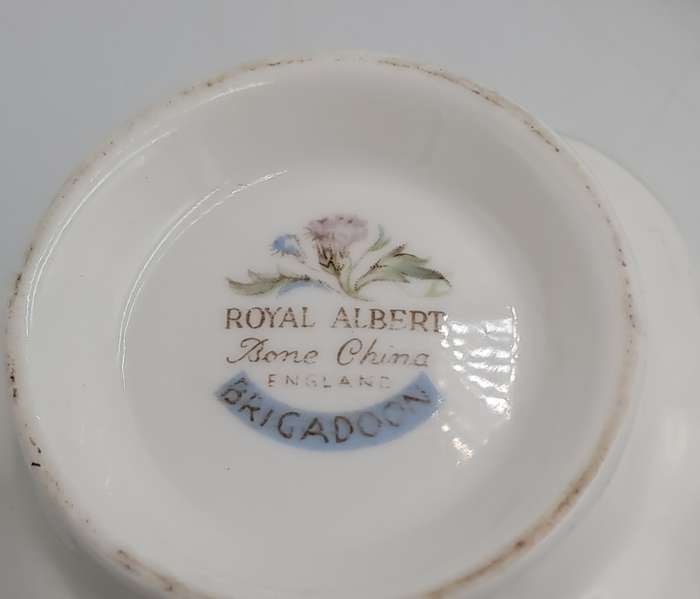 ROYAL ALBERT
Bone China
ENGLAND
BRIGADOON